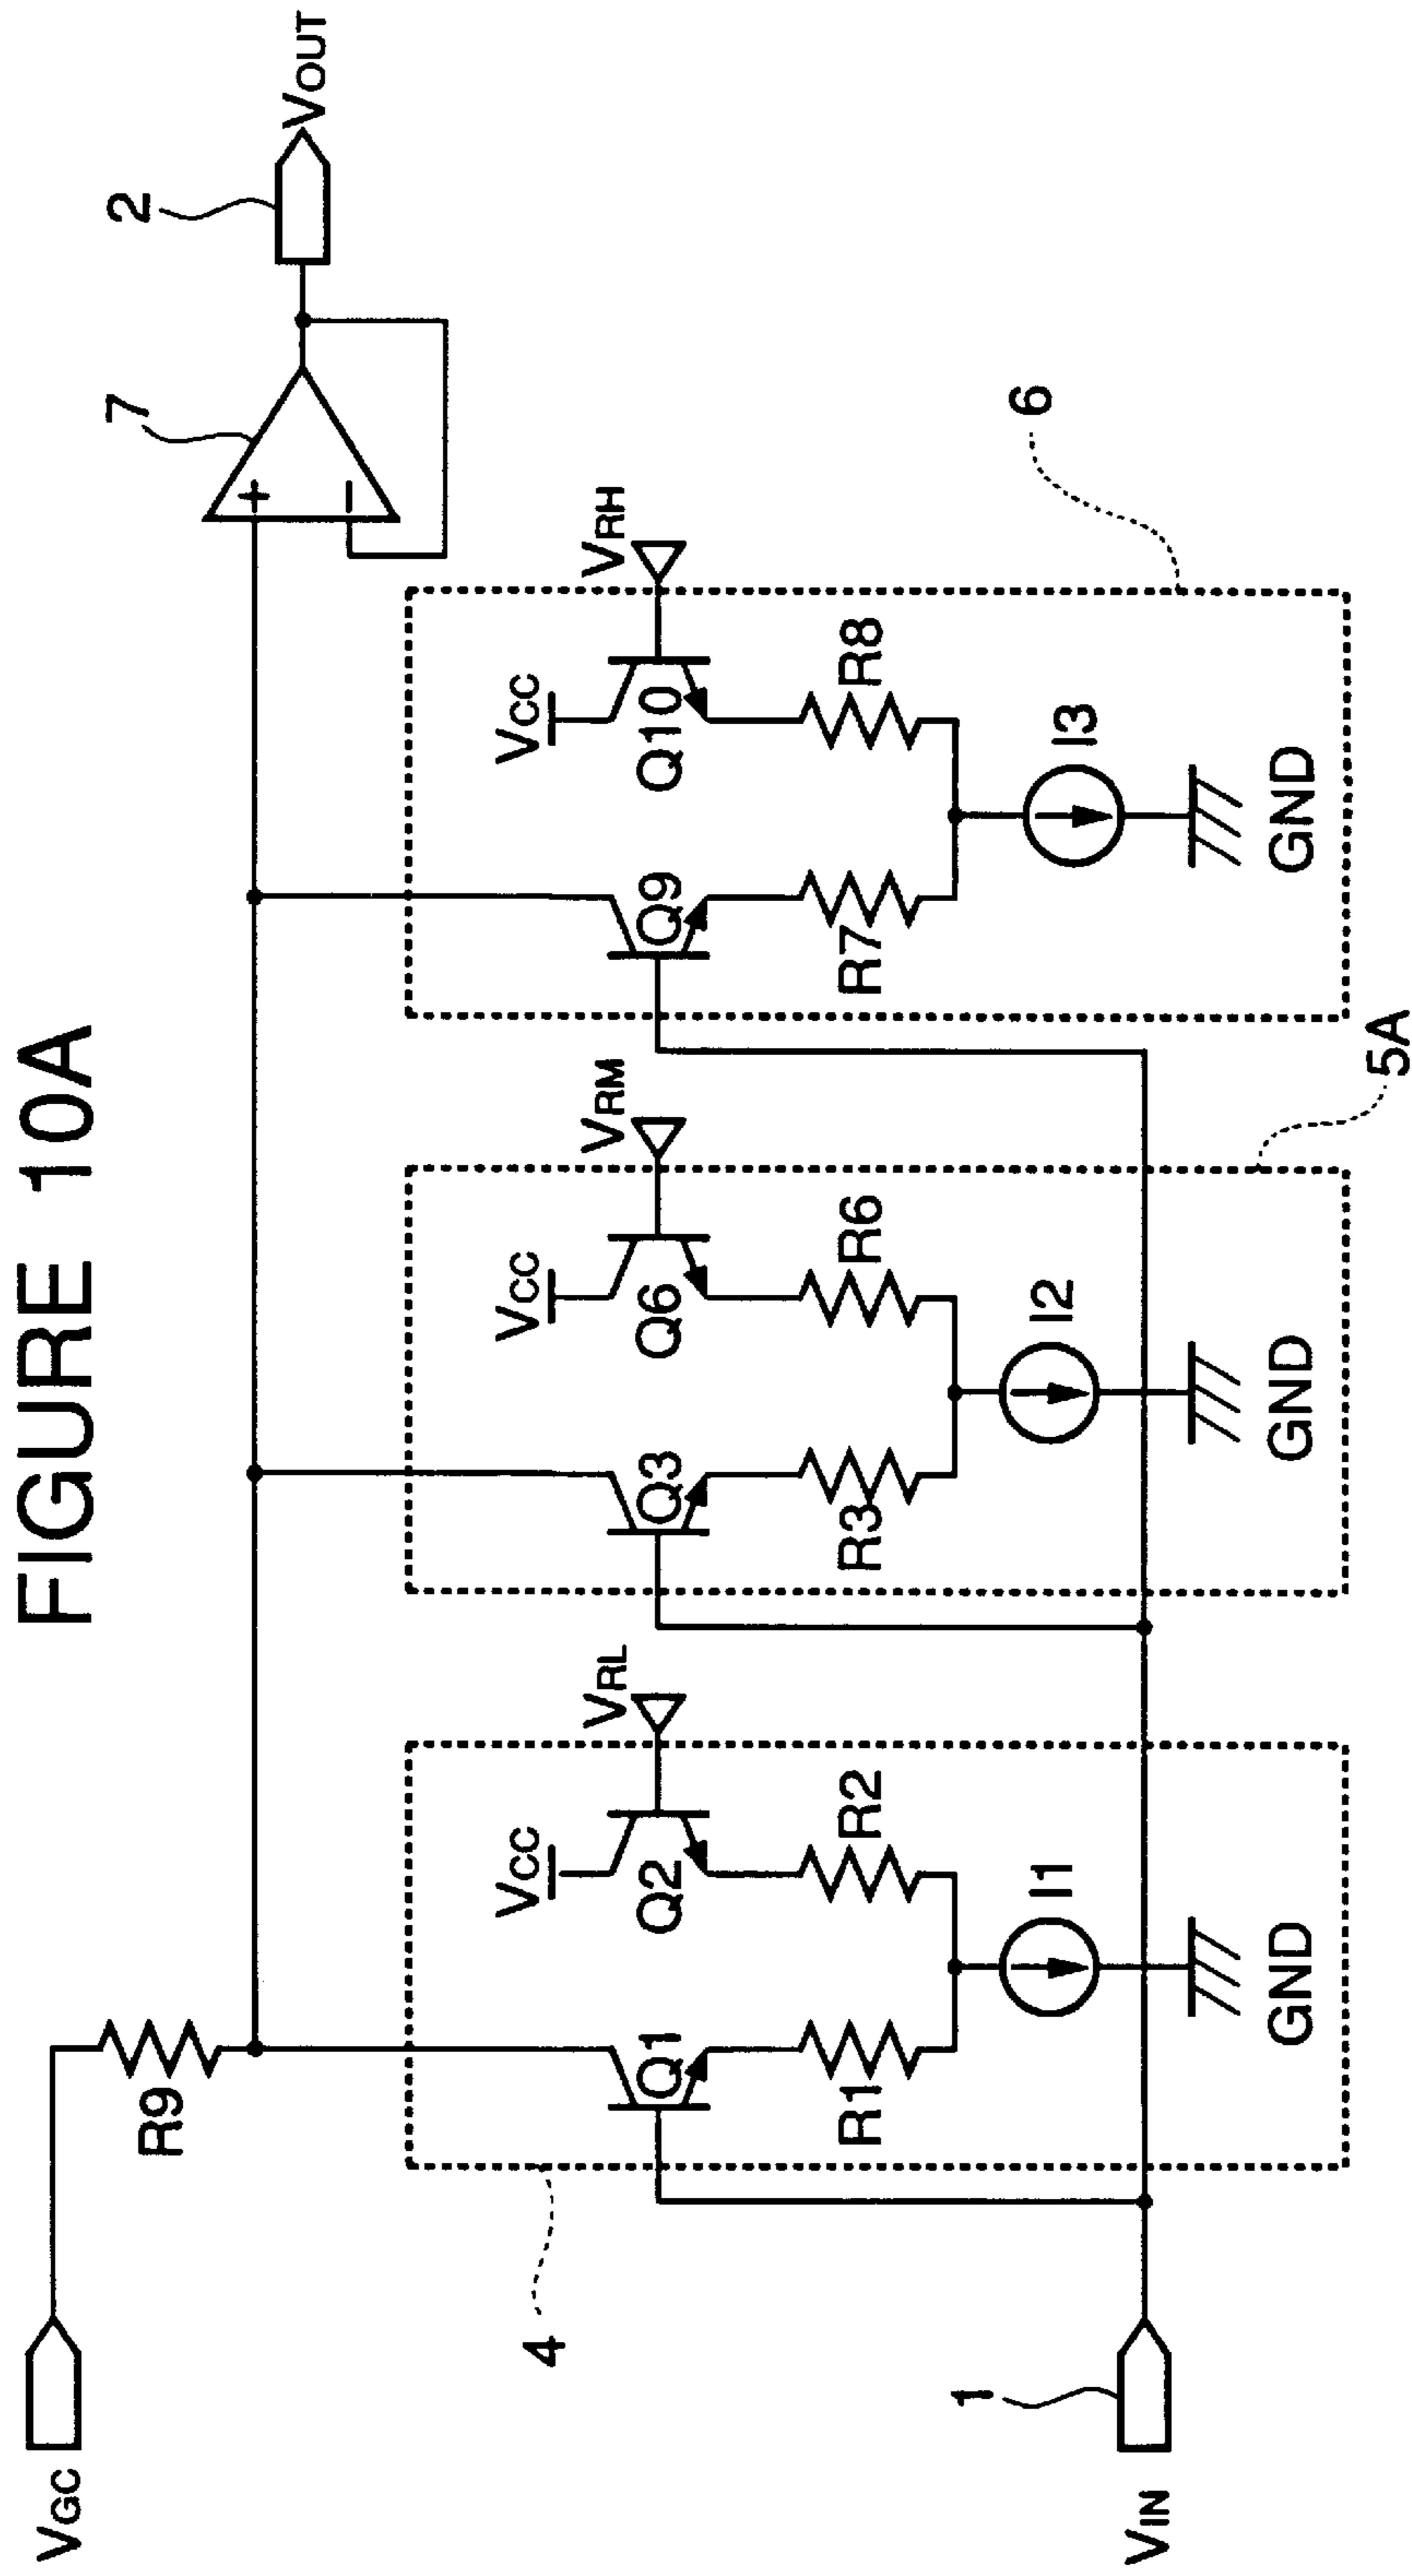 FIGURE 10A
VGC
R9
7
2
VOUT
+
−
VCC
VRL
Q1
Q2
R1
R2
I1
GND
4
VCC
VRM
Q3
Q6
R3
R6
I2
GND
5A
VCC
VRH
Q9
Q10
R7
R8
I3
GND
6
1
VIN